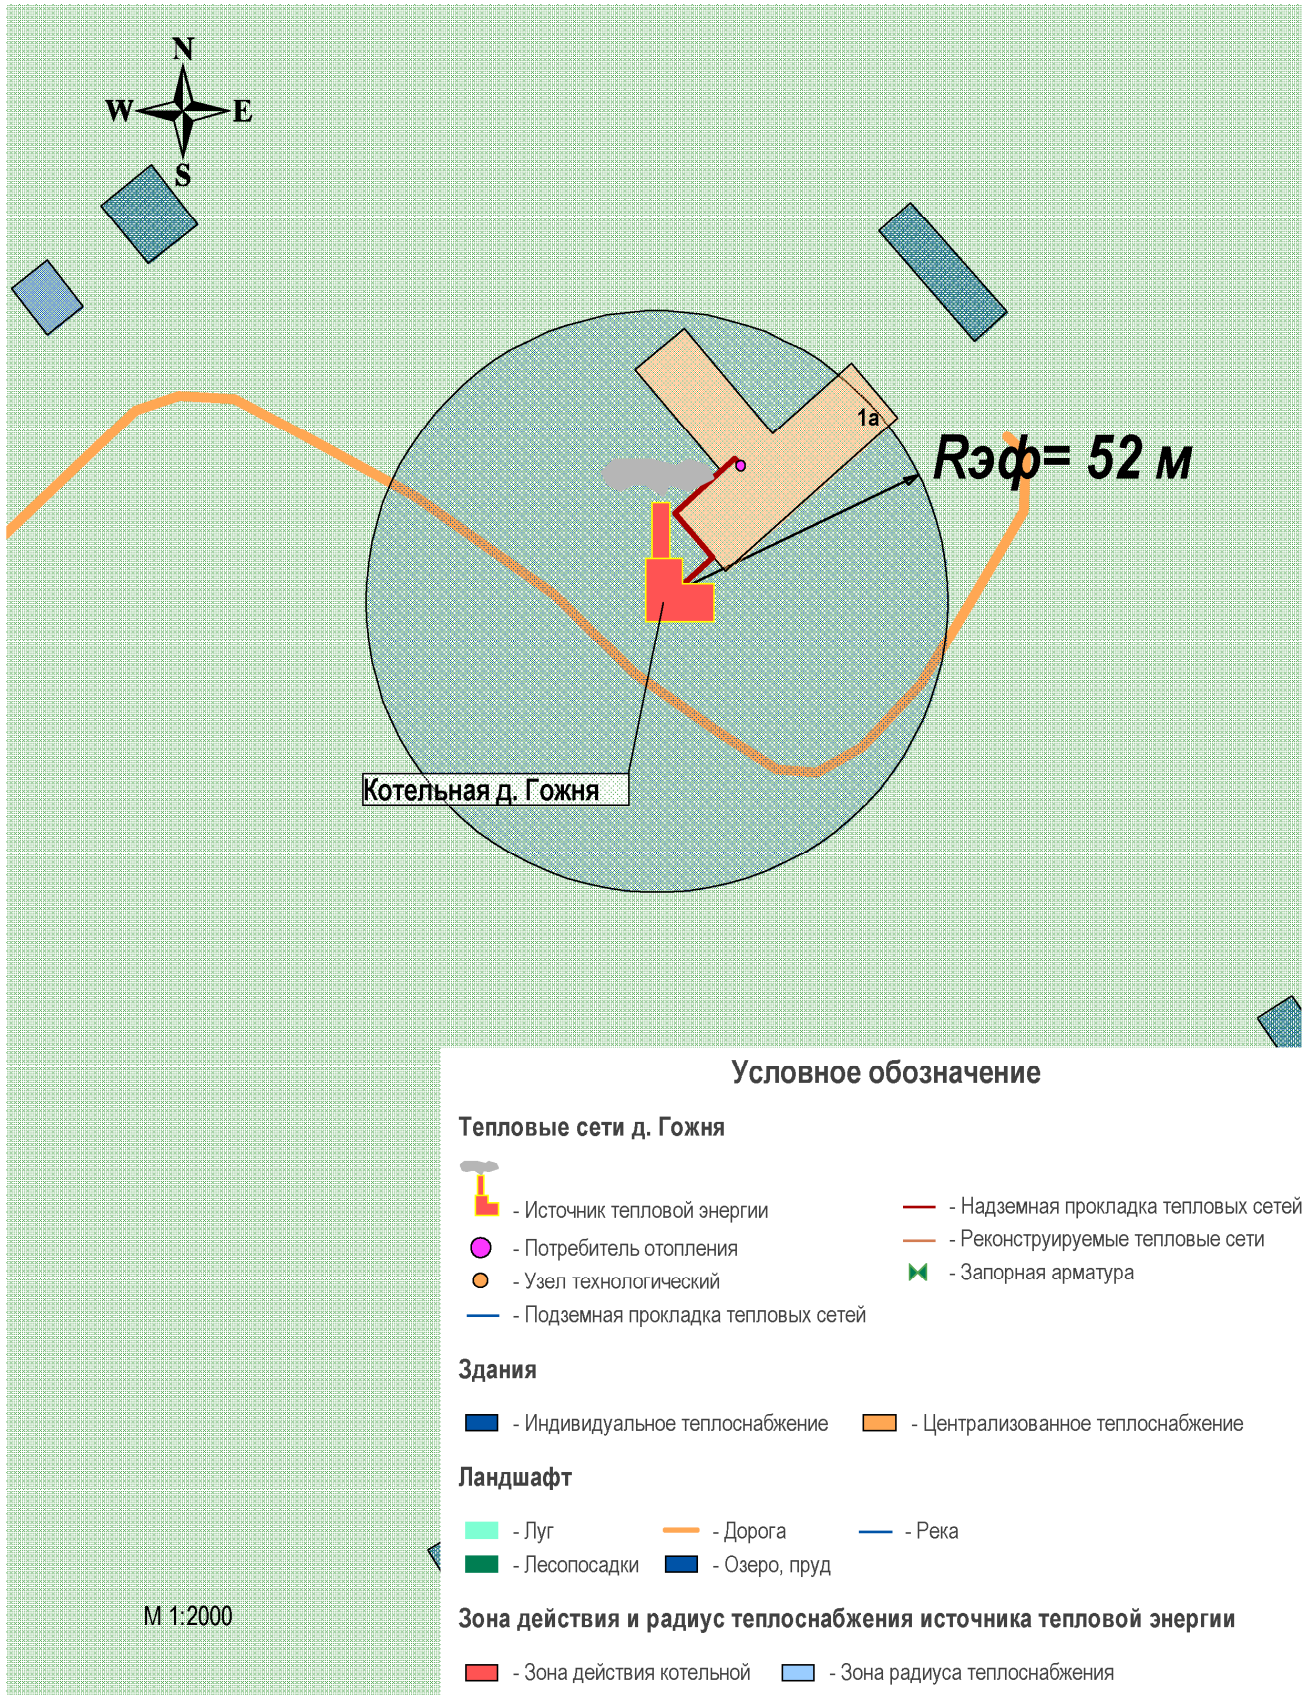 N
W E
S
1а
Rэф= 52 м
Котельная д. Гожня
Условное обозначение
Тепловые сети д. Гожня
- Источник тепловой энергии
- Надземная прокладка тепловых сетей
- Потребитель отопления
- Реконструируемые тепловые сети
- Узел технологический
- Запорная арматура
- Подземная прокладка тепловых сетей
Здания
- Индивидуальное теплоснабжение
- Централизованное теплоснабжение
Ландшафт
- Луг
- Дорога
- Река
- Лесопосадки
- Озеро, пруд
М 1:2000
Зона действия и радиус теплоснабжения источника тепловой энергии
- Зона действия котельной
- Зона радиуса теплоснабжения